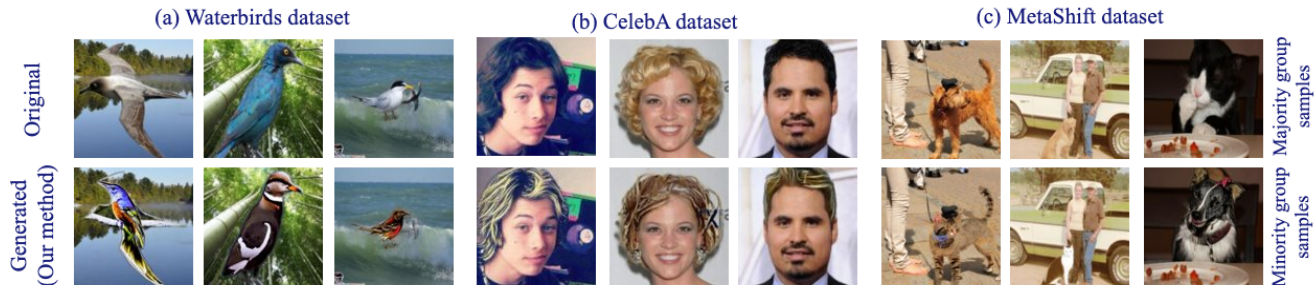 (a) Waterbirds dataset
(b) CelebA dataset
(c) MetaShift dataset
Original
Majority group
samples
Generated
(Our method)
Minority group
samples